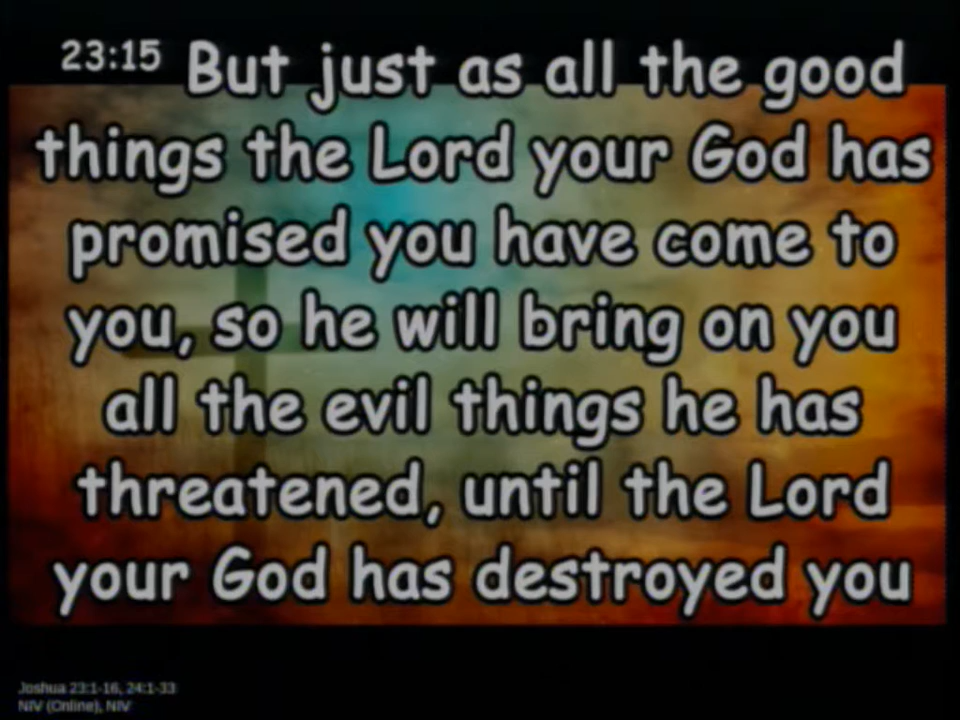 23:15 But just as all the good
things the Lord your God has
promised you have come to
you, so he will bring on you
all the evil things he has
threatened, until the Lord
your God has destroyed you
Joshua 23:1-16, 24:1-33
NIV (Online), NIV